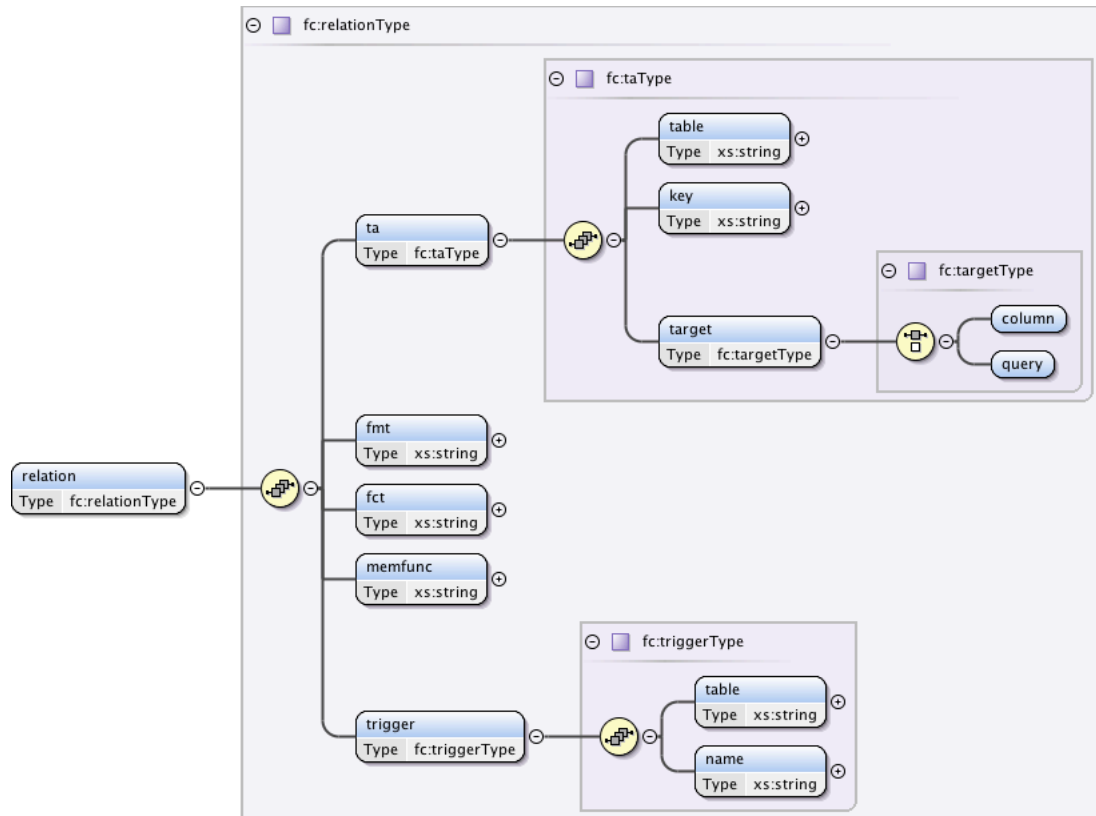 fc:relationType
fc:taType
table
Type xs:string
key
Type xs:string
ta
Type fc:taType
fc:targetType
column
target
Type fc:targetType
query
fmt
Type xs:string
relation
Type fc:relationType
fct
Type xs:string
memfunc
Type xs:string
fc:triggerType
table
Type xs:string
trigger
Type fc:triggerType
name
Type xs:string